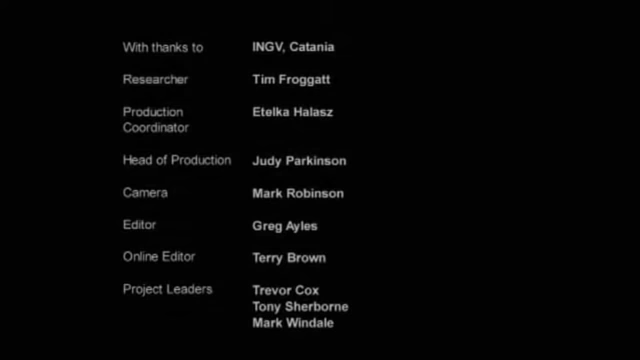 With thanks to INGV, Catania
Researcher Tim Froggatt
Production Etelka Halasz
Coordinator
Head of Production Judy Parkinson
Camera Mark Robinson
Editor Greg Ayles
Online Editor Terry Brown
Project Leaders Trevor Cox
Tony Sherborne
Mark Windale